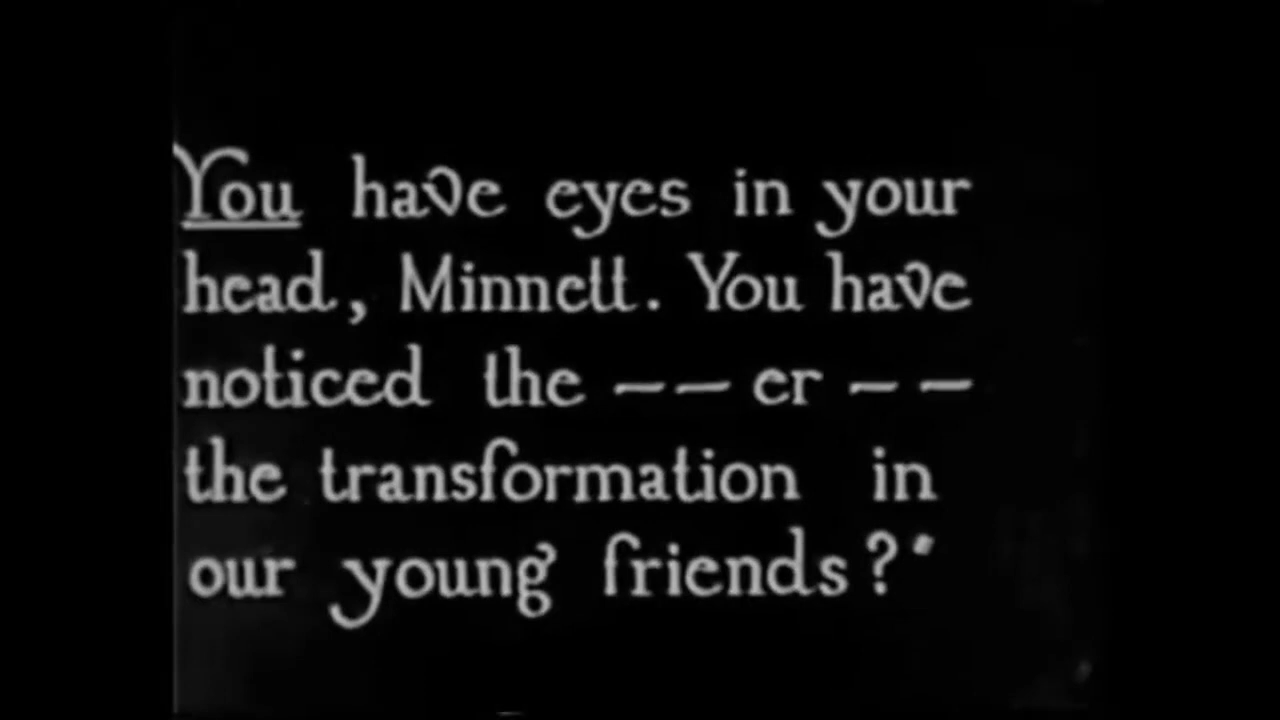 You have eyes in your
head, Minnett. You have
noticed the -- er --
the transformation in
our young friends?"